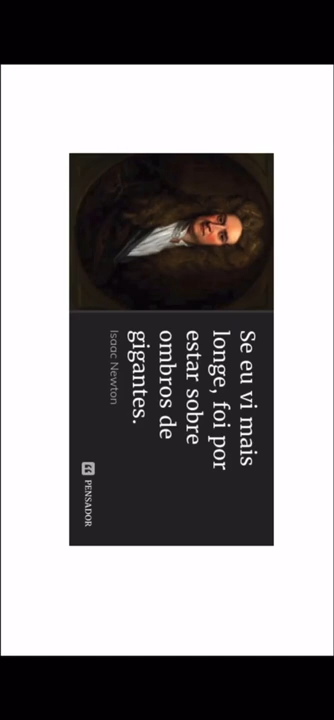 Se eu vi mais
longe, foi por
estar sobre
ombros de
gigantes.
Isaac Newton
PENSADOR